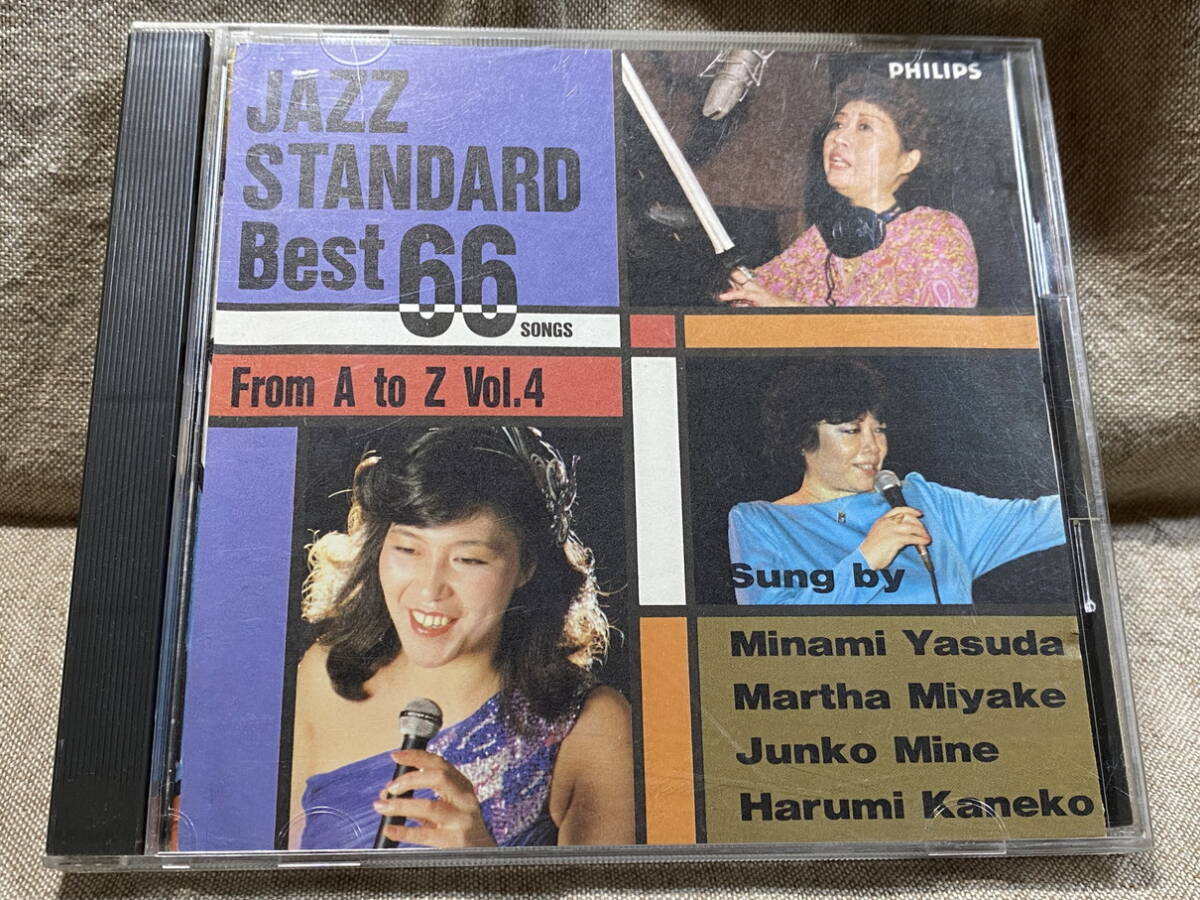 JAZZ
STANDARD
Best 66
SONGS
PHILIPS
From A to Z Vol.4
Sung by
Minami Yasuda
Martha Miyake
Junko Mine
Harumi Kaneko